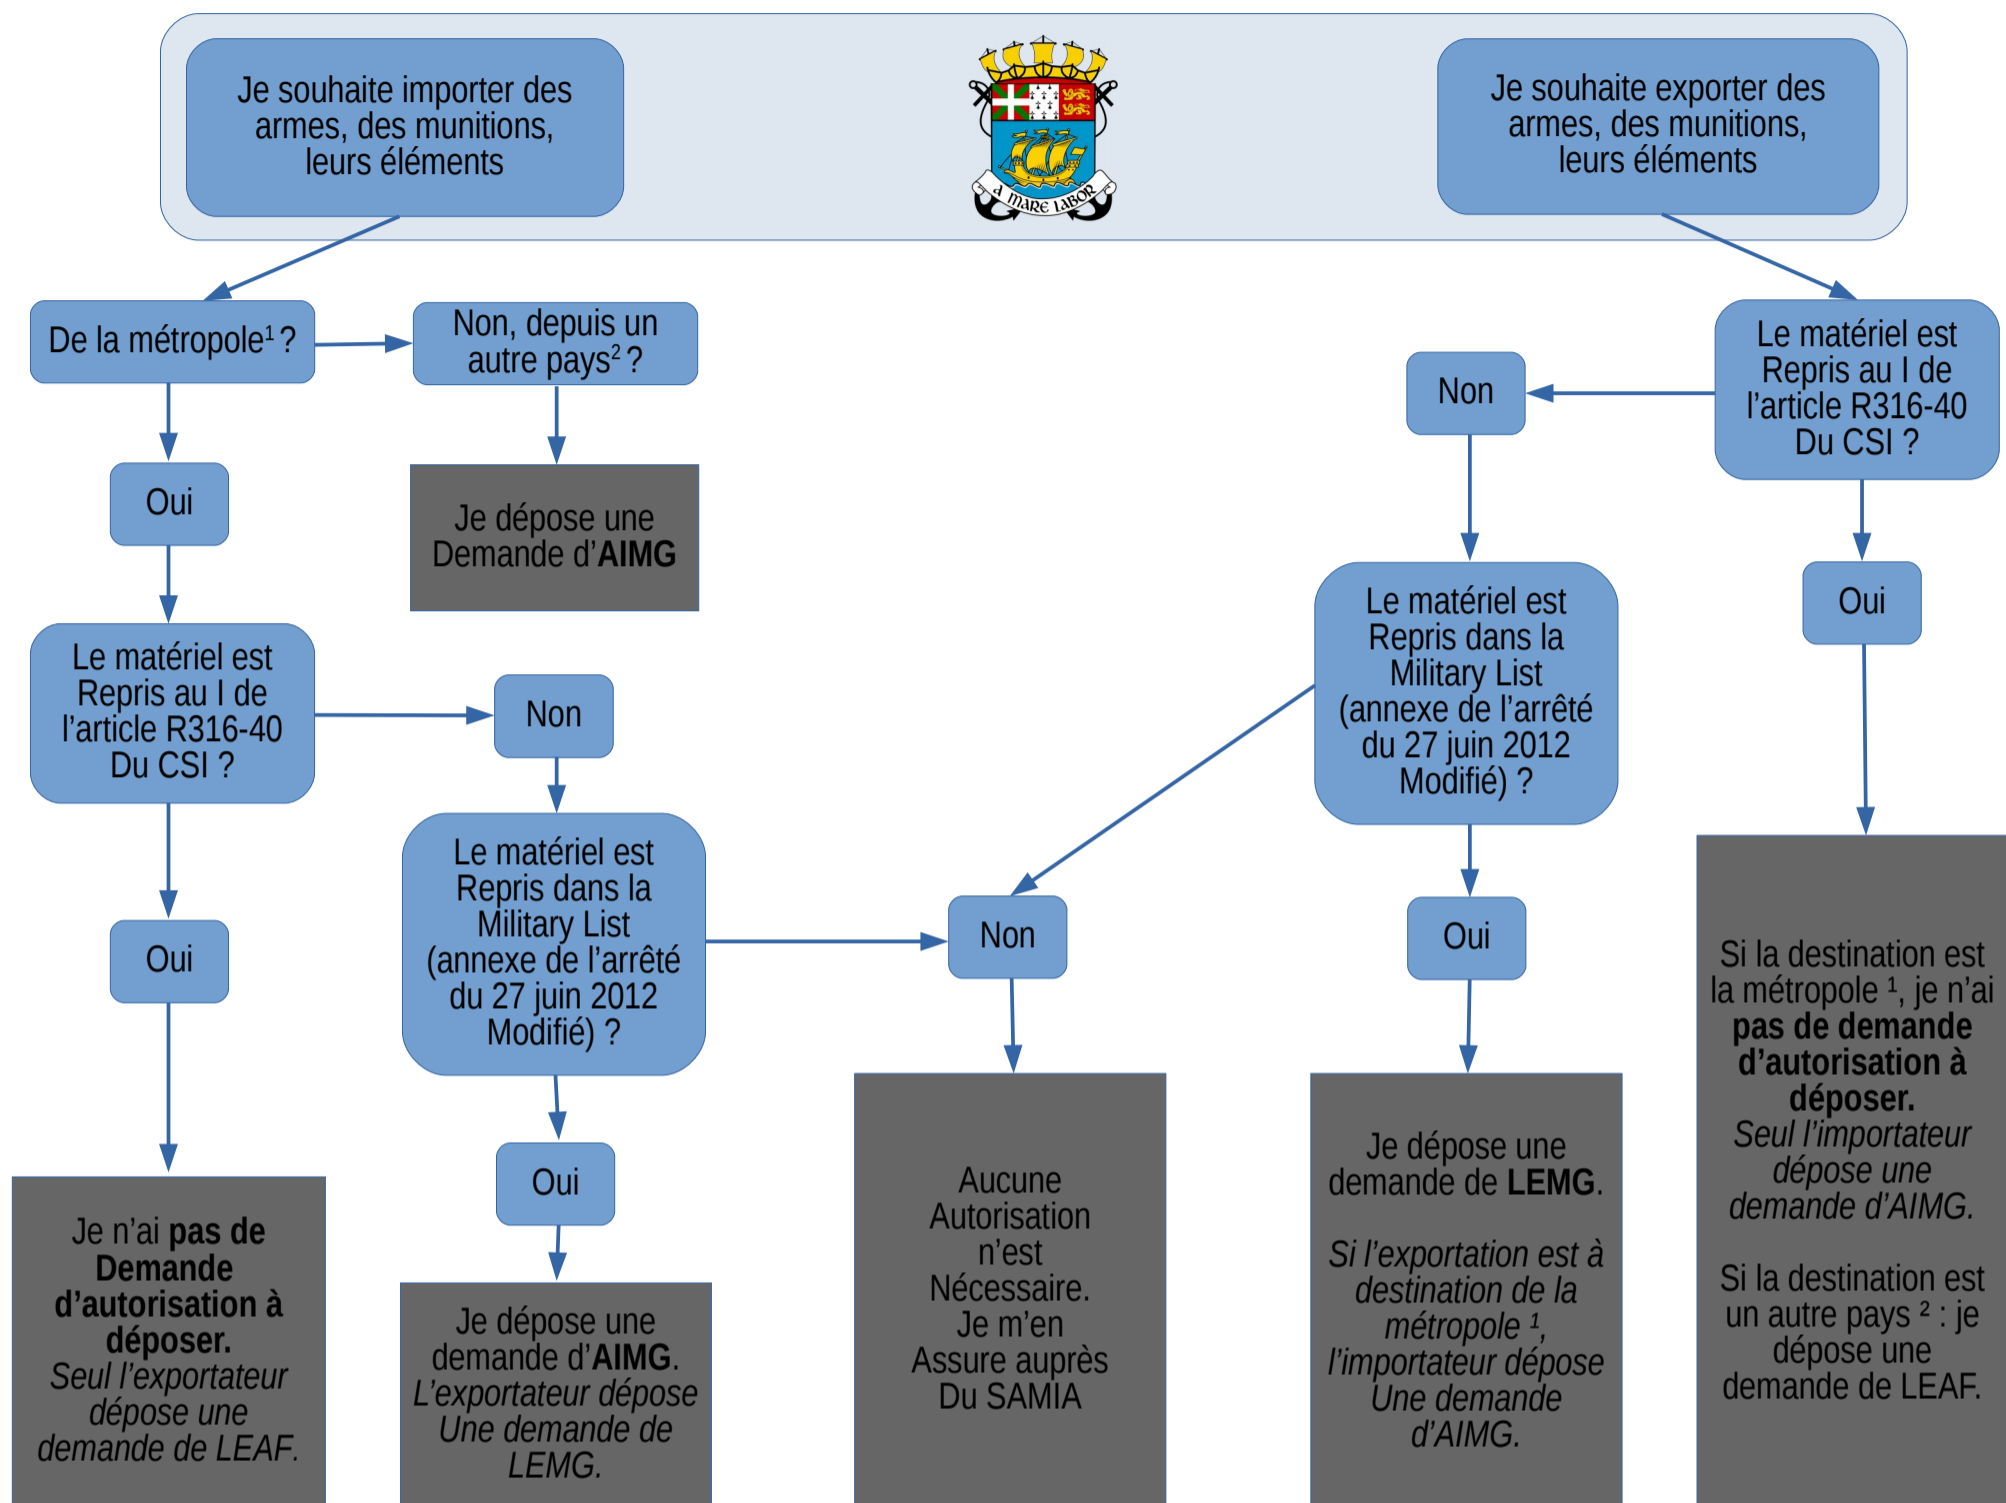 Je souhaite importer des
armes, des munitions,
leurs éléments
A MARE LABOR
Je souhaite exporter des
armes, des munitions,
leurs éléments
De la métropole¹ ?
Non, depuis un
autre pays² ?
Non
Le matériel est
Repris au I de
l’article R316-40
Du CSI ?
Oui
Je dépose une
Demande d’AIMG
Le matériel est
Repris dans la
Military List
(annexe de l’arrêté
du 27 juin 2012
Modifié) ?
Oui
Le matériel est
Repris au I de
l’article R316-40
Du CSI ?
Non
Le matériel est
Repris dans la
Military List
(annexe de l’arrêté
du 27 juin 2012
Modifié) ?
Non
Oui
Oui
Si la destination est
la métropole ¹, je n’ai
pas de demande
d’autorisation à
déposer.
Seul l’importateur
dépose une
demande d’AIMG.
Si la destination est
un autre pays ² : je
dépose une
demande de LEAF.
Oui
Je n’ai pas de
Demande
d’autorisation à
déposer.
Seul l’exportateur
dépose une
demande de LEAF.
Je dépose une
demande d’AIMG.
L’exportateur dépose
Une demande de
LEMG.
Aucune
Autorisation
n’est
Nécessaire.
Je m’en
Assure auprès
Du SAMIA
Je dépose une
demande de LEMG.
Si l’exportation est à
destination de la
métropole ¹,
l’importateur dépose
Une demande
d’AIMG.